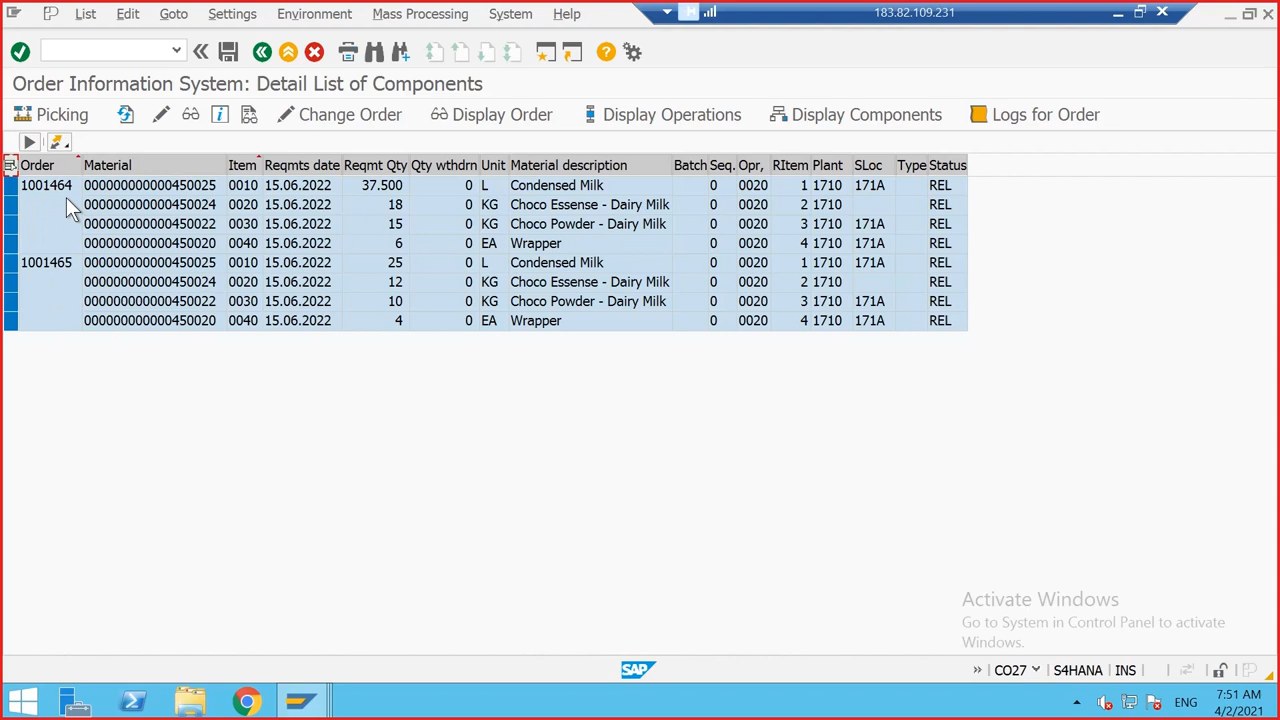 List Edit Goto Settings Environment Mass Processing System Help 183.82.109.231
Order Information System: Detail List of Components
Picking Change Order Display Order Display Operations Display Components Logs for Order
Order Material Item Reqmts date Reqmt Qty Qty wthdrn Unit Material description Batch Seq. Opr, RItem Plant SLoc Type Status
1001464 000000000000450025 0010 15.06.2022 37.500 0 L Condensed Milk 0 0020 1 1710 171A REL
000000000000450024 0020 15.06.2022 18 0 KG Choco Essense - Dairy Milk 0 0020 2 1710 REL
000000000000450022 0030 15.06.2022 15 0 KG Choco Powder - Dairy Milk 0 0020 3 1710 171A REL
000000000000450020 0040 15.06.2022 6 0 EA Wrapper 0 0020 4 1710 171A REL
1001465 000000000000450025 0010 15.06.2022 25 0 L Condensed Milk 0 0020 1 1710 171A REL
000000000000450024 0020 15.06.2022 12 0 KG Choco Essense - Dairy Milk 0 0020 2 1710 REL
000000000000450022 0030 15.06.2022 10 0 KG Choco Powder - Dairy Milk 0 0020 3 1710 171A REL
000000000000450020 0040 15.06.2022 4 0 EA Wrapper 0 0020 4 1710 171A REL
Activate Windows
Go to System in Control Panel to activate
Windows.
SAP » CO27 S4HANA INS
ENG 7:51 AM
4/2/2021